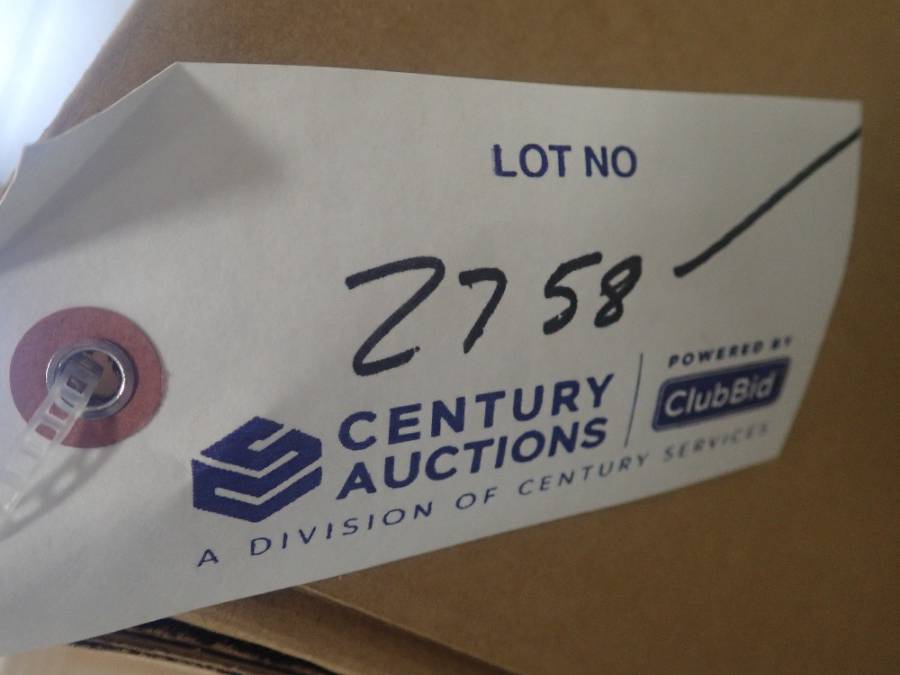 LOT NO
2758
CENTURY
AUCTIONS
POWERED BY
ClubBid
A DIVISION OF CENTURY SERVICES